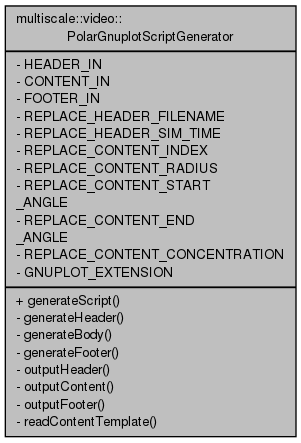 multiscale::video::
PolarGnuplotScriptGenerator
- HEADER_IN
- CONTENT_IN
- FOOTER_IN
- REPLACE_HEADER_FILENAME
- REPLACE_HEADER_SIM_TIME
- REPLACE_CONTENT_INDEX
- REPLACE_CONTENT_RADIUS
- REPLACE_CONTENT_START
_ANGLE
- REPLACE_CONTENT_END
_ANGLE
- REPLACE_CONTENT_CONCENTRATION
- GNUPLOT_EXTENSION
+ generateScript()
- generateHeader()
- generateBody()
- generateFooter()
- outputHeader()
- outputContent()
- outputFooter()
- readContentTemplate()